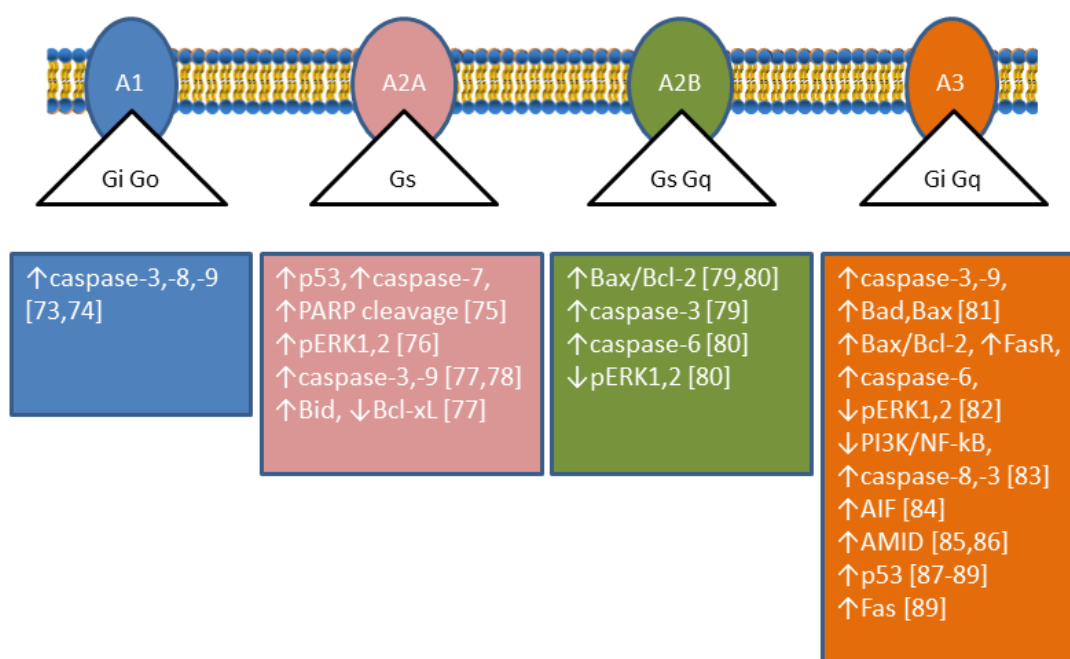 A1
A2A
A2B
A3
Gi Go
Gs
Gs Gq
Gi Gq
↑caspase-3,-8,-9
[73,74]
↑p53,↑caspase-7,
↑PARP cleavage [75]
↑pERK1,2 [76]
↑caspase-3,-9 [77,78]
↑Bid, ↓Bcl-xL [77]
↑Bax/Bcl-2 [79,80]
↑caspase-3 [79]
↑caspase-6 [80]
↓pERK1,2 [80]
↑caspase-3,-9,
↑Bad,Bax [81]
↑Bax/Bcl-2, ↑FasR,
↑caspase-6,
↓pERK1,2 [82]
↓PI3K/NF-kB,
↑caspase-8,-3 [83]
↑AIF [84]
↑AMID [85,86]
↑p53 [87-89]
↑Fas [89]